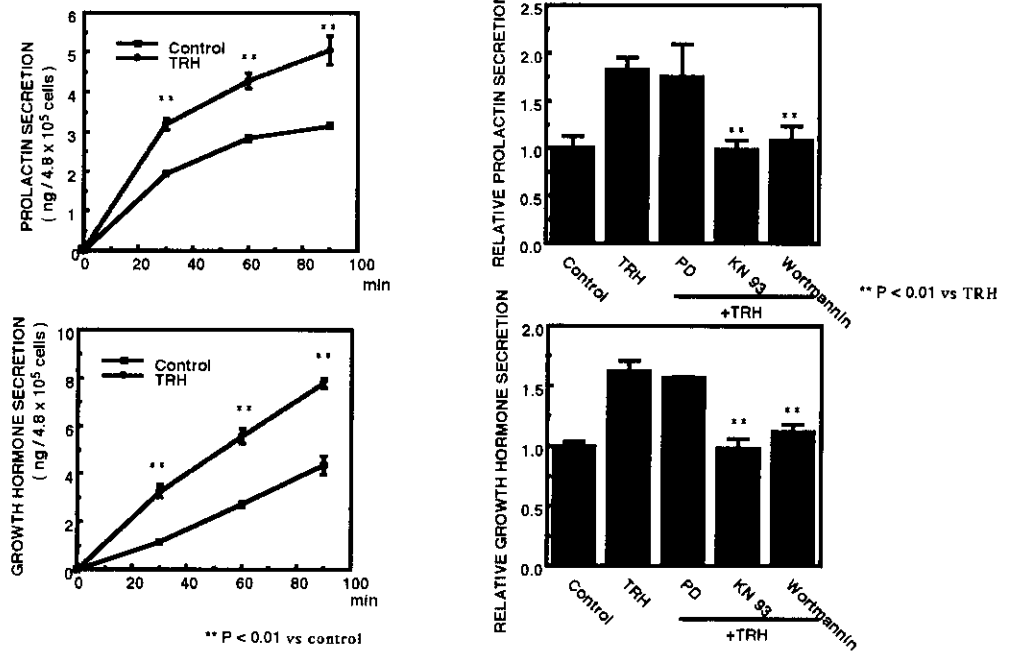 PROLACTIN SECRETION
( ng / 4.8 x 10⁵ cells )
6
5
4
3
2
1
0
Control
TRH
**
**
**
0
20
40
60
80
100
min
RELATIVE PROLACTIN SECRETION
2.5
2.0
1.5
1.0
0.5
0.0
**
**
Control
TRH
PD
KN 93
Wortmannin
+TRH
** P < 0.01 vs TRH
GROWTH HORMONE SECRETION
( ng / 4.8 x 10⁵ cells )
10
8
6
4
2
0
Control
TRH
**
**
**
0
20
40
60
80
100
min
** P < 0.01 vs control
RELATIVE GROWTH HORMONE SECRETION
2.0
1.5
1.0
0.5
0.0
**
**
Control
TRH
PD
KN 93
Wortmannin
+TRH